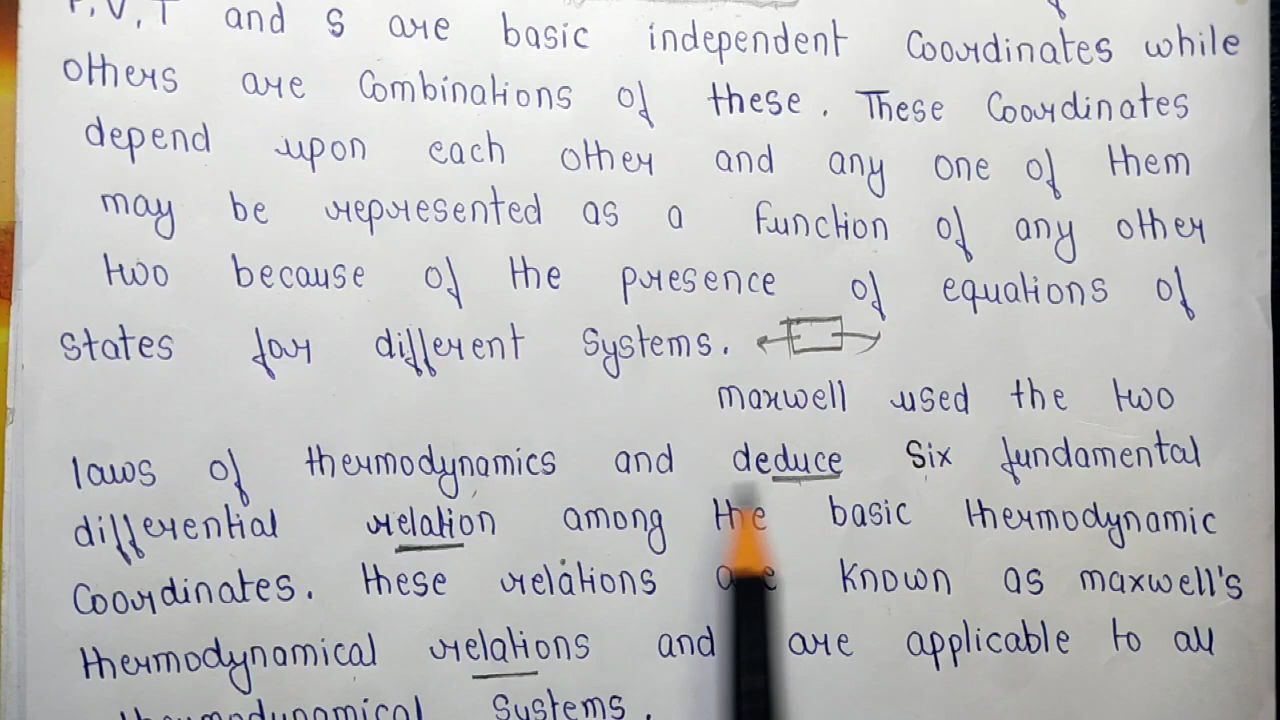 P, V, T and S are basic independent Coordinates while
others are Combinations of these. These Coordinates
depend upon each other and any one of them
may be represented as a function of any other
two because of the presence of equations of
states for different Systems.
maxwell used the two
laws of thermodynamics and deduce Six fundamental
differential relation among the basic thermodynamic
Coordinates. these relations are known as maxwell's
thermodynamical relations and are applicable to all
thermodynamical Systems.